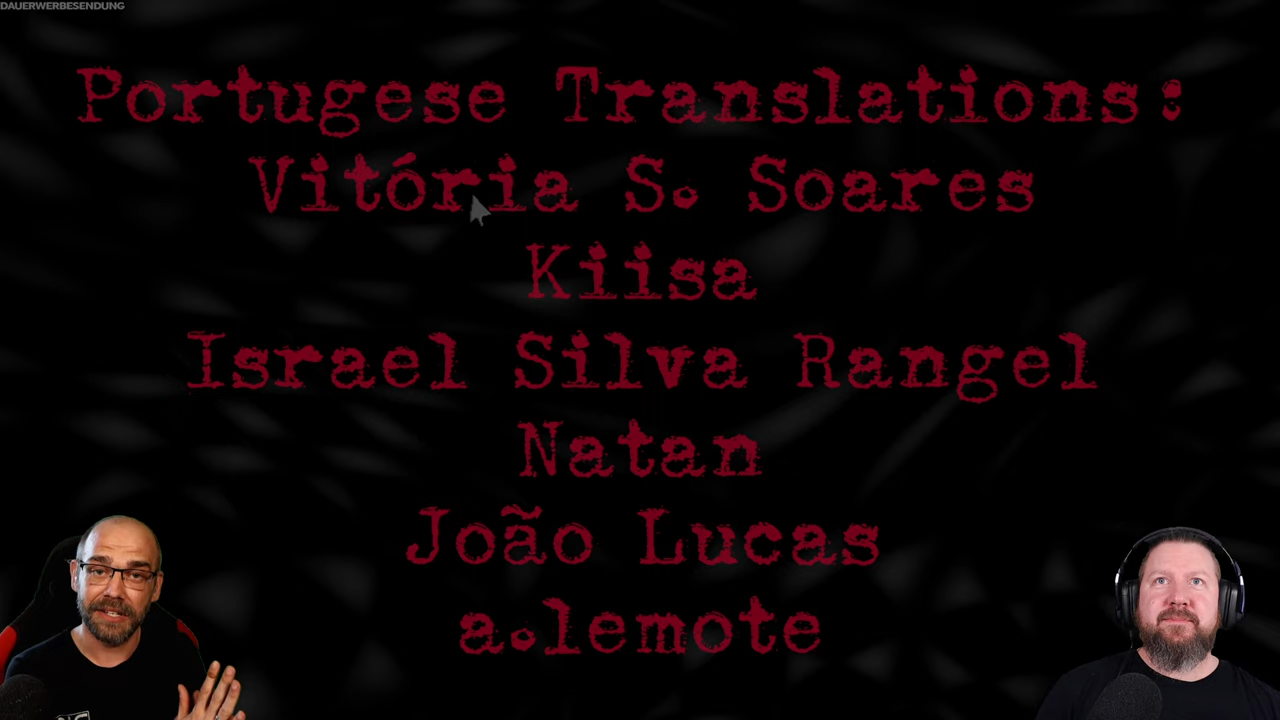 DAUERWERBESENDUNG
Portugese Translations:
Vitória S. Soares
Kiisa
Israel Silva Rangel
Natan
João Lucas
a.lemote